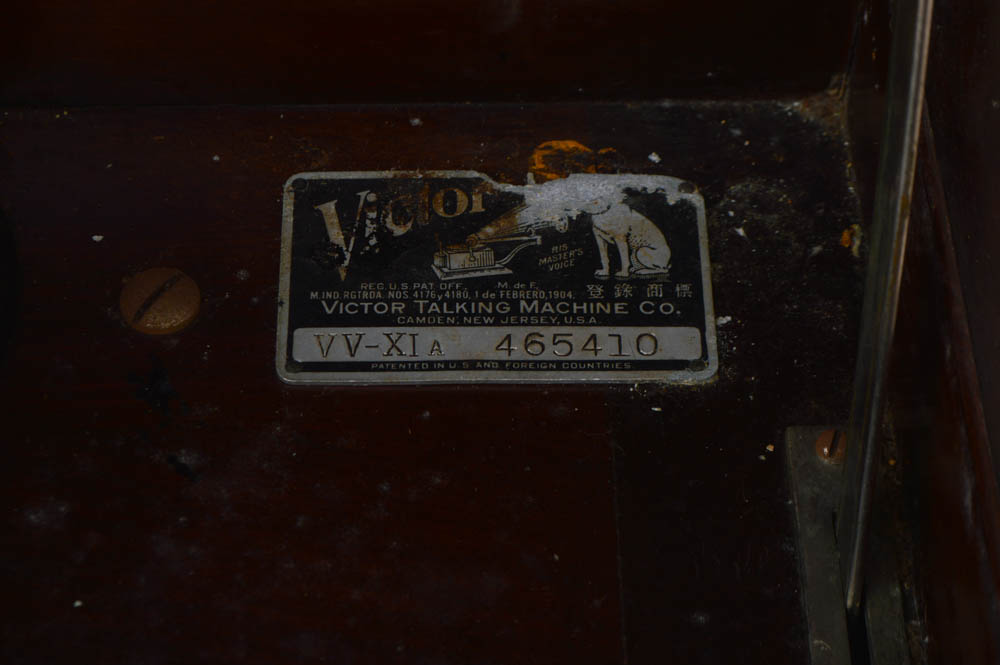 Victor
HIS
MASTER'S
VOICE
REG. U.S. PAT. OFF. M. de F.
M. IND. RGTRDA. NOS. 4176 y 4180, 1 de FEBRERO, 1904. 登錄商標
VICTOR TALKING MACHINE CO.
CAMDEN, NEW JERSEY, U.S.A
VV-XI A 465410
PATENTED IN U.S. AND FOREIGN COUNTRIES